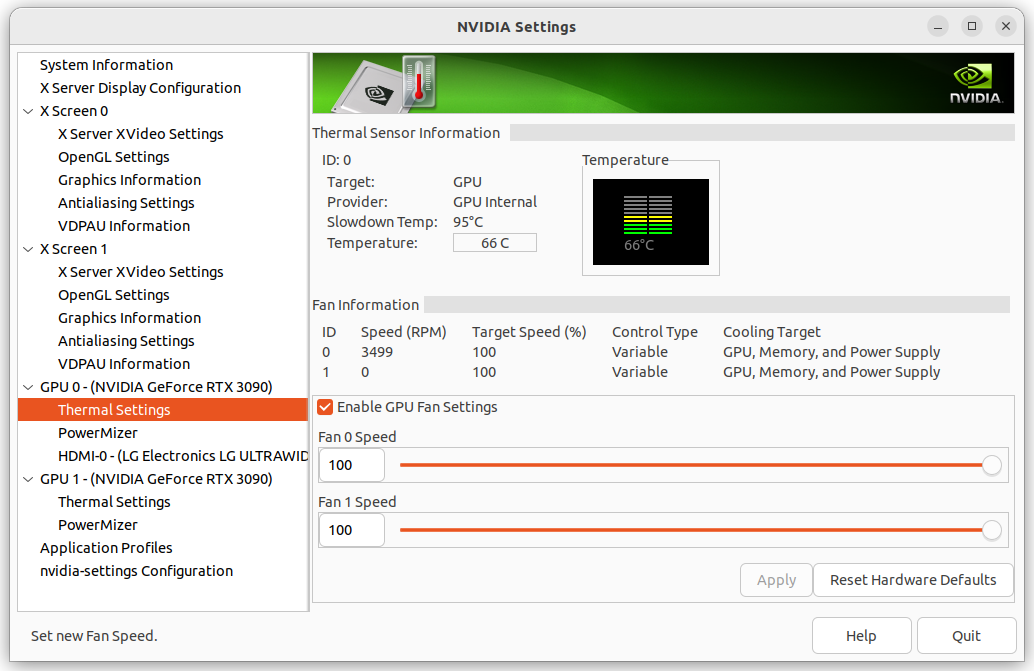 NVIDIA Settings
System Information
X Server Display Configuration
X Screen 0
X Server XVideo Settings
OpenGL Settings
Graphics Information
Antialiasing Settings
VDPAU Information
X Screen 1
X Server XVideo Settings
OpenGL Settings
Graphics Information
Antialiasing Settings
VDPAU Information
GPU 0 - (NVIDIA GeForce RTX 3090)
Thermal Settings
PowerMizer
HDMI-0 - (LG Electronics LG ULTRAWID
GPU 1 - (NVIDIA GeForce RTX 3090)
Thermal Settings
PowerMizer
Application Profiles
nvidia-settings Configuration
NVIDIA.
Thermal Sensor Information
ID: 0
Target: GPU
Provider: GPU Internal
Slowdown Temp: 95°C
Temperature: 66 C
Temperature
66°C
Fan Information
ID Speed (RPM) Target Speed (%) Control Type Cooling Target
0 3499 100 Variable GPU, Memory, and Power Supply
1 0 100 Variable GPU, Memory, and Power Supply
Enable GPU Fan Settings
Fan 0 Speed
100
Fan 1 Speed
100
Apply Reset Hardware Defaults
Set new Fan Speed. Help Quit